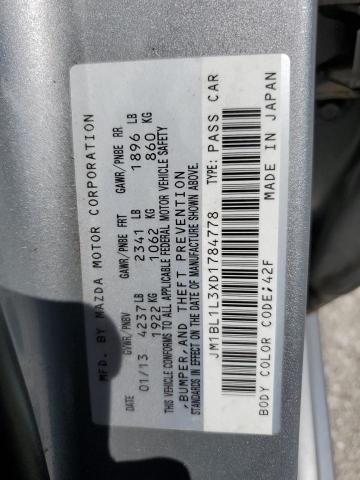 MFD. BY MAZDA MOTOR CORPORATION
DATE GVWR/PNBV GAWR/PNBE FRT GAWR/PNBE RR
01/13 4237 LB 2341 LB 1896 LB
1922 KG 1062 KG 860 KG
THIS VEHICLE CONFORMS TO ALL APPLICABLE FEDERAL MOTOR VEHICLE SAFETY
,BUMPER,AND THEFT PREVENTION
STANDARDS IN EFFECT ON THE DATE OF MANUFACTURE SHOWN ABOVE.
JM1BL1L3XD1784778 TYPE: PASS CAR
BODY COLOR CODE:42F MADE IN JAPAN